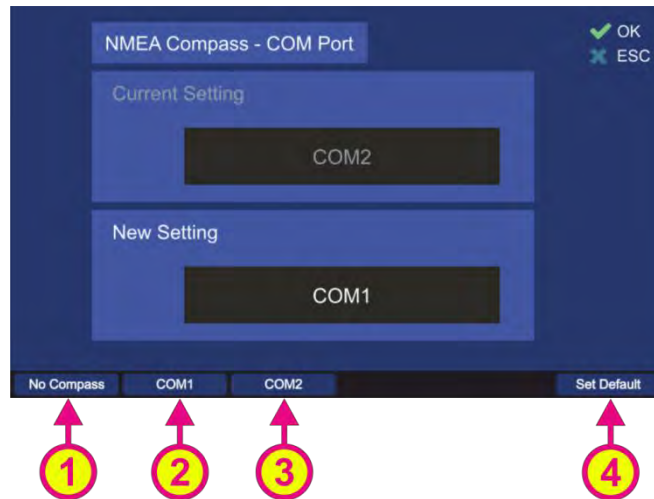 NMEA Compass - COM Port
OK
ESC
Current Setting
COM2
New Setting
COM1
No Compass COM1 COM2 Set Default
1 2 3 4